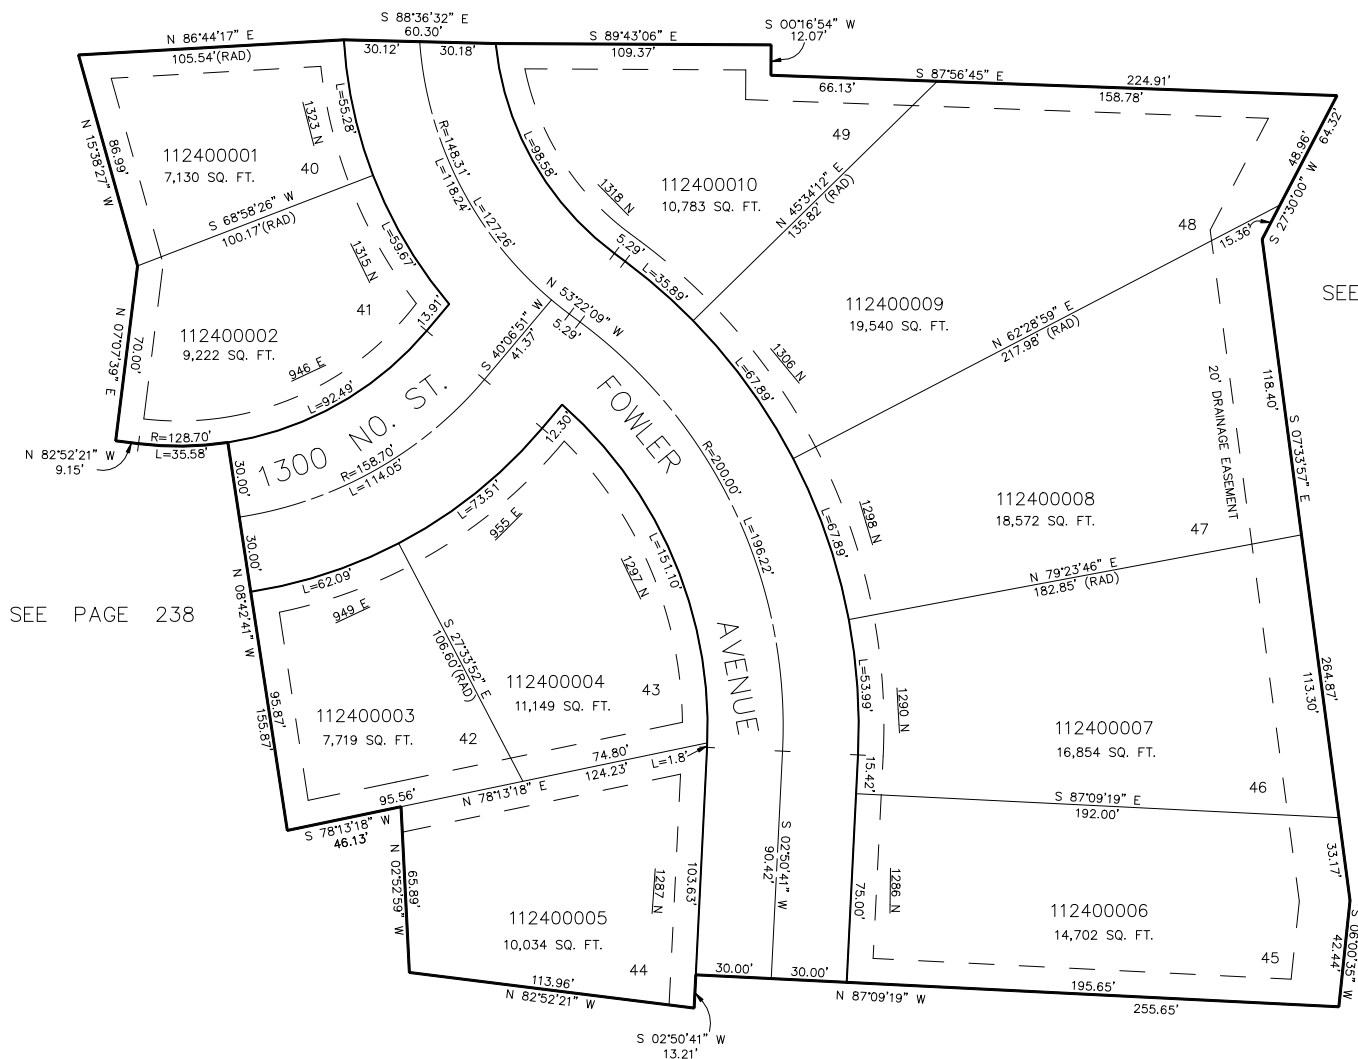 S 88°36'32" E
60.30'
30.12'
30.18'
N 86°44'17" E
105.54'(RAD)
S 89°43'06" E
109.37'
S 00°16'54" W
12.07'
S 87°56'45" E
224.91'
66.13'
158.78'
N 15°38'27" W
86.99'
L=55.28'
1323 N
112400001
7,130 SQ. FT.
40
S 68°58'26" W
100.17'(RAD)
1315 N
L=59.67'
41
112400002
9,222 SQ. FT.
N 07°07'39" E
70.00'
946 E
L=92.49'
13.91'
R=128.70'
L=35.58'
N 82°52'21" W
9.15'
R=148.31'
L=118.24'
L=127.26'
L=98.58'
1318 N
5.29'
L=35.89'
49
112400010
10,783 SQ. FT.
N 45°34'12" E
135.82' (RAD)
48.96'
64.32'
S 27°30'00" W
15.36'
48
SEE
112400009
19,540 SQ. FT.
N 62°28'59" E
217.98' (RAD)
N 53°22'09" W
5.29'
S 40°06'51" W
41.37'
1306 N
L=67.89'
20' DRAINAGE EASEMENT
118.40'
S 07°33'57" E
1300 NO. ST.
R=158.70'
L=114.05'
FOWLER
AVENUE
30.00'
30.00'
N 08°42'41" W
12.30'
L=73.51'
955 E
L=62.09'
949 E
R=200.00'
L=196.22'
1298 N
L=67.89'
112400008
18,572 SQ. FT.
47
N 79°23'46" E
182.85' (RAD)
SEE PAGE 238
95.87'
155.87'
S 27°33'52" E
106.60'(RAD)
1297 N
L=151.10'
112400004
11,149 SQ. FT.
43
112400003
7,719 SQ. FT.
42
L=53.99'
1290 N
264.87'
113.30'
112400007
16,854 SQ. FT.
46
74.80'
124.23'
L=1.8'
N 78°13'18" E
95.56'
S 78°13'18" W
46.13'
15.42'
S 87°09'19" E
192.00'
N 02°52'59" W
65.89'
1287 N
103.63'
S 02°50'41" W
90.42'
75.00'
1286 N
33.17'
112400005
10,034 SQ. FT.
44
112400006
14,702 SQ. FT.
45
S 06°00'35" W
42.44'
113.96'
N 82°52'21" W
30.00'
30.00'
N 87°09'19" W
195.65'
255.65'
S 02°50'41" W
13.21'